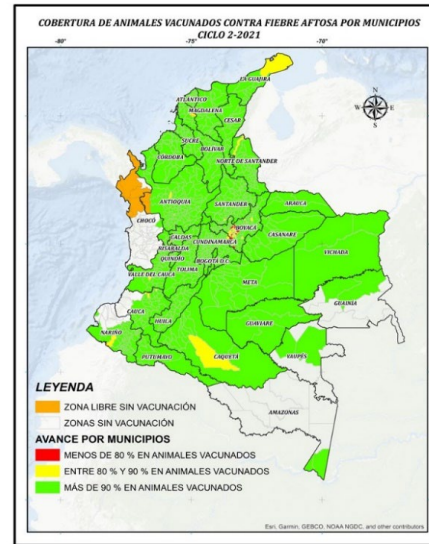 COBERTURA DE ANIMALES VACUNADOS CONTRA FIEBRE AFTOSA POR MUNICIPIOS
CICLO 2-2021
-80° -75° -70°
LA GUAJIRA
ATLÁNTICO
MAGDALENA
CESAR
SUCRE
BOLÍVAR
CÓRDOBA
NORTE DE SANTANDER
ANTIOQUIA
SANTANDER
ARAUCA
CHOCÓ
BOYACÁ
CASANARE
CALDAS
CUNDINAMARCA
RISARALDA
VICHADA
QUINDÍO
BOGOTÁ D.C.
TOLIMA
VALLE DEL CAUCA
META
GUAINÍA
CAUCA
HUILA
GUAVIARE
NARIÑO
CAQUETÁ
VAUPÉS
PUTUMAYO
AMAZONAS
N
W E
S
LEYENDA
ZONA LIBRE SIN VACUNACIÓN
ZONAS SIN VACUNACIÓN
AVANCE POR MUNICIPIOS
MENOS DE 80 % EN ANIMALES VACUNADOS
ENTRE 80 % Y 90 % EN ANIMALES VACUNADOS
MÁS DE 90 % EN ANIMALES VACUNADOS
Esri, Garmin, GEBCO, NOAA NGDC, and other contributors